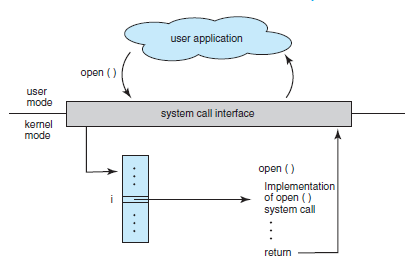 user application
open ( )
user
mode
system call interface
kernel
mode
open ( )
Implementation
of open ( )
system call
i
return